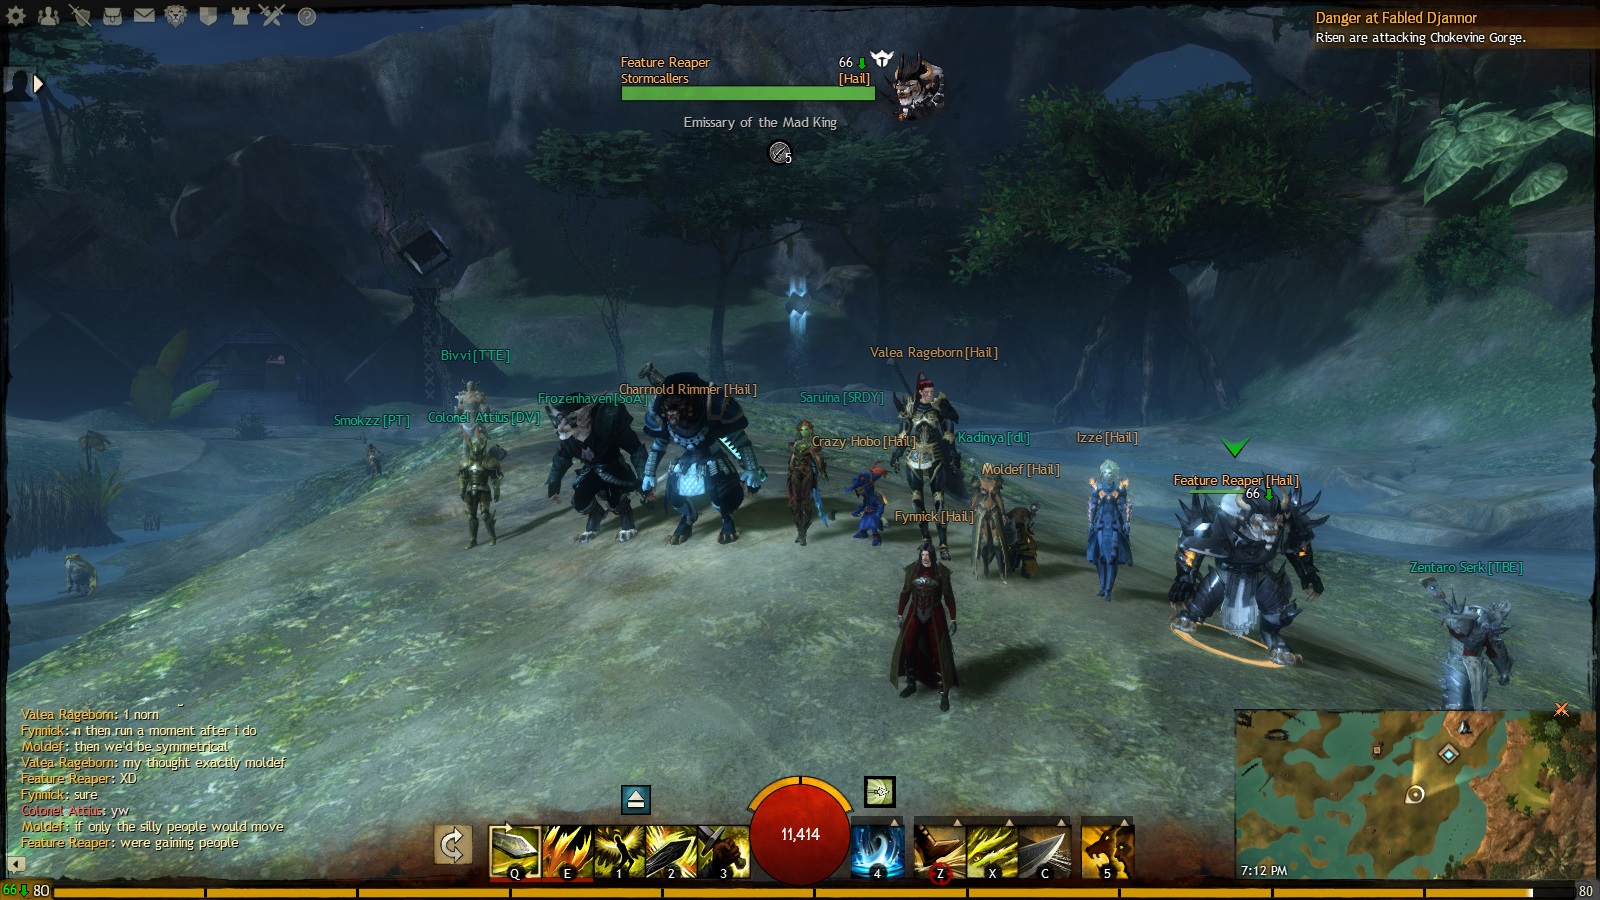 Danger at Fabled Djannor
Risen are attacking Chokevine Gorge.
Feature Reaper 66
Stormcallers [Hail]
Emissary of the Mad King
5
Valea Rageborn [Hail]
Bivvi [TTE]
Charrnold Rimmer [Hail]
Frozenhaven [SoA]
Saruina [SRDY]
Smokzz [PT]
Colonel Attius [DV]
Crazy Hobo [Hail]
Kadinya [dl]
Izzé [Hail]
Moldef [Hail]
Feature Reaper [Hail]
66
Fynnick [Hail]
Zentaro Serk [TBE]
Valea Rageborn: 1 norn
Fynnick: n then run a moment after i do
Moldef: then we'd be symmetrical
Valea Rageborn: my thought exactly moldef
Feature Reaper: XD
Fynnick: sure
Colonel Attius: yw
Moldef: if only the silly people would move
Feature Reaper: were gaining people
11,414
Q E 1 2 3 4 Z X C 5
7:12 PM
66 80
80